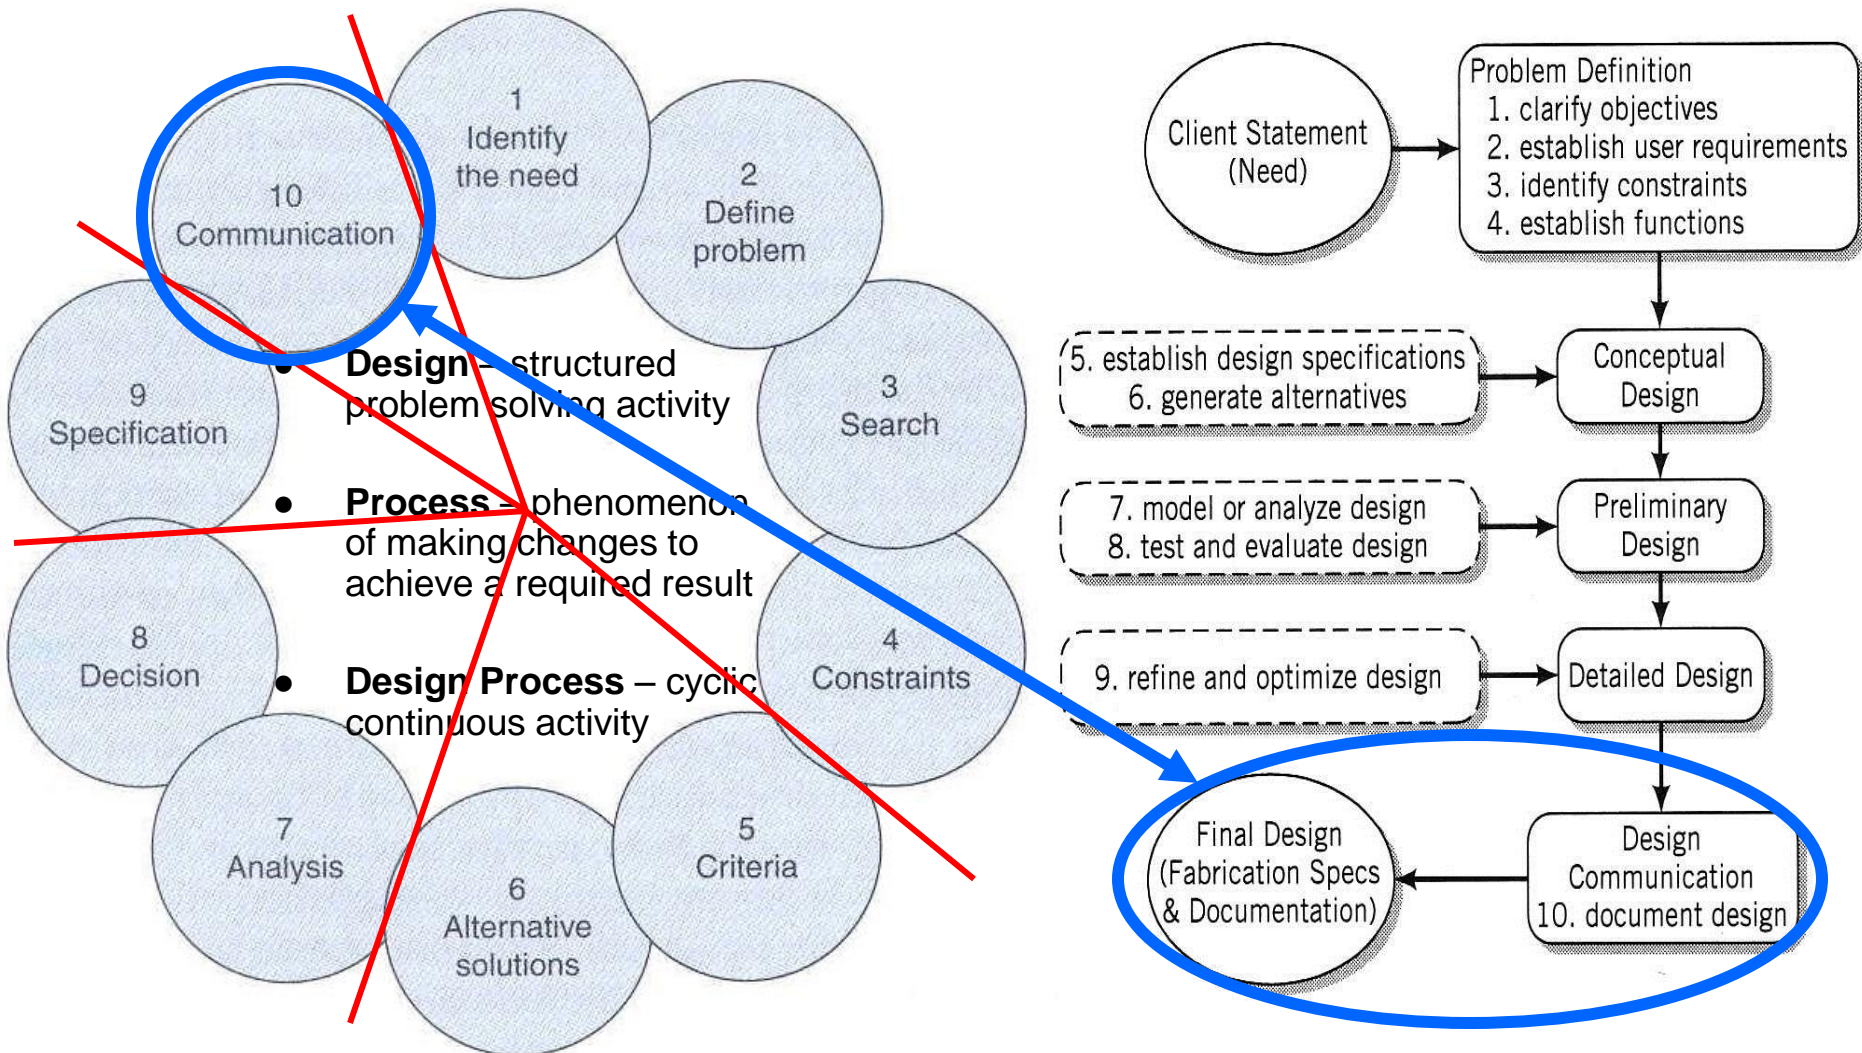 1
Identify
the need
2
Define
problem
3
Search
4
Constraints
5
Criteria
6
Alternative
solutions
7
Analysis
8
Decision
9
Specification
10
Communication
● Design – structured
problem solving activity
● Process – phenomenon
of making changes to
achieve a required result
● Design Process – cyclic
continuous activity
Client Statement
(Need)
Problem Definition
1. clarify objectives
2. establish user requirements
3. identify constraints
4. establish functions
5. establish design specifications
6. generate alternatives
Conceptual
Design
7. model or analyze design
8. test and evaluate design
Preliminary
Design
9. refine and optimize design
Detailed Design
Design
Communication
10. document design
Final Design
(Fabrication Specs
& Documentation)